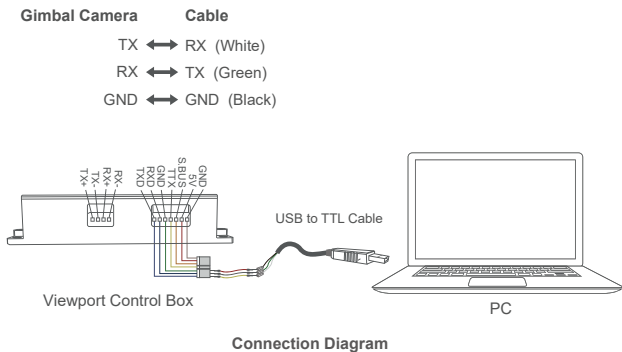 Gimbal Camera Cable
TX RX (White)
RX TX (Green)
GND GND (Black)
TX+
TX-
RX+
RX-
TXD
RXD
GND
TTX
S.BUS
5V
GND
USB to TTL Cable
Viewport Control Box
PC
Connection Diagram